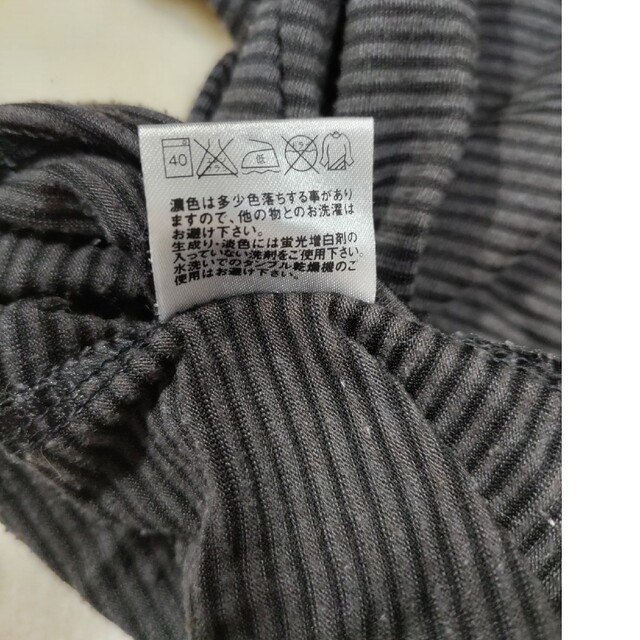 40 低
濃色は多少色落ちする事があり
ますので、他の物とのお洗濯は
お避け下さい。
生成り・淡色には蛍光増白剤の
入っていない洗剤をご使用下さい。
水洗いでのタンブル乾燥機のご
使用はお避け下さい。